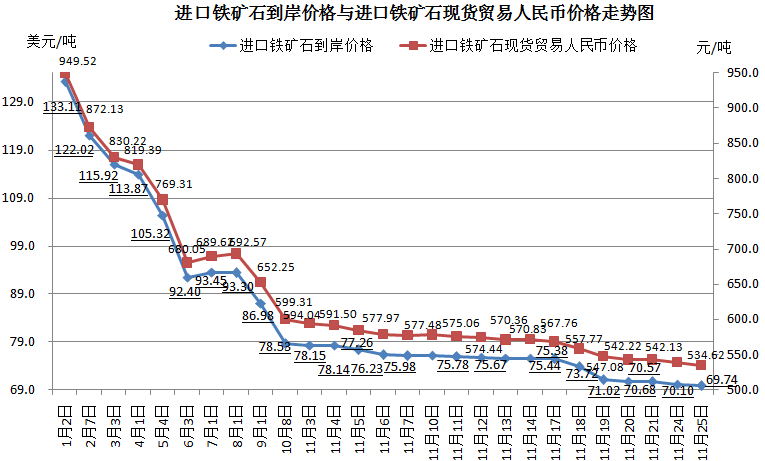 进口铁矿石到岸价格与进口铁矿石现货贸易人民币价格走势图
美元/吨
进口铁矿石到岸价格
进口铁矿石现货贸易人民币价格
元/吨
129.0
119.0
109.0
99.0
89.0
79.0
69.0
950.0
900.0
850.0
800.0
750.0
700.0
650.0
600.0
550.0
500.0
949.52
872.13
830.22
819.39
769.31
680.05
689.62
692.57
652.25
599.31
594.04
591.50
577.97
577.48
575.06
574.44
570.36
570.83
567.76
557.77
547.08
542.22
542.13
534.62
133.11
122.02
115.92
113.87
105.32
92.40
93.45
93.30
86.98
78.53
78.15
78.14
77.26
76.23
75.98
75.78
75.67
75.44
75.38
73.72
71.02
70.68
70.57
70.10
69.74
1月2日
2月7日
3月3日
4月1日
5月4日
6月3日
7月1日
8月1日
9月1日
10月8日
11月3日
11月4日
11月5日
11月6日
11月7日
11月10日
11月11日
11月12日
11月13日
11月14日
11月17日
11月18日
11月19日
11月20日
11月21日
11月24日
11月25日